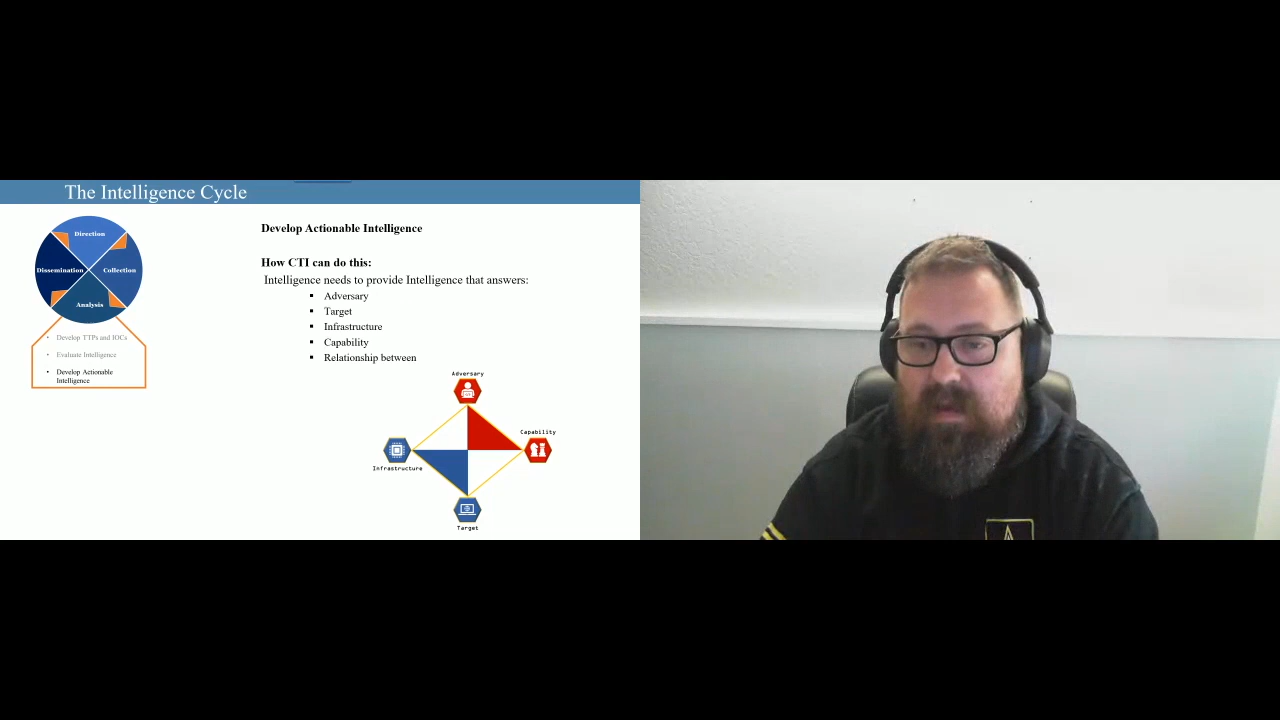 The Intelligence Cycle
Direction
Dissemination
Collection
Analysis
• Develop TTPs and IOCs
• Evaluate Intelligence
• Develop Actionable
Intelligence
Develop Actionable Intelligence
How CTI can do this:
Intelligence needs to provide Intelligence that answers:
▪ Adversary
▪ Target
▪ Infrastructure
▪ Capability
▪ Relationship between
Adversary
Capability
Infrastructure
Target